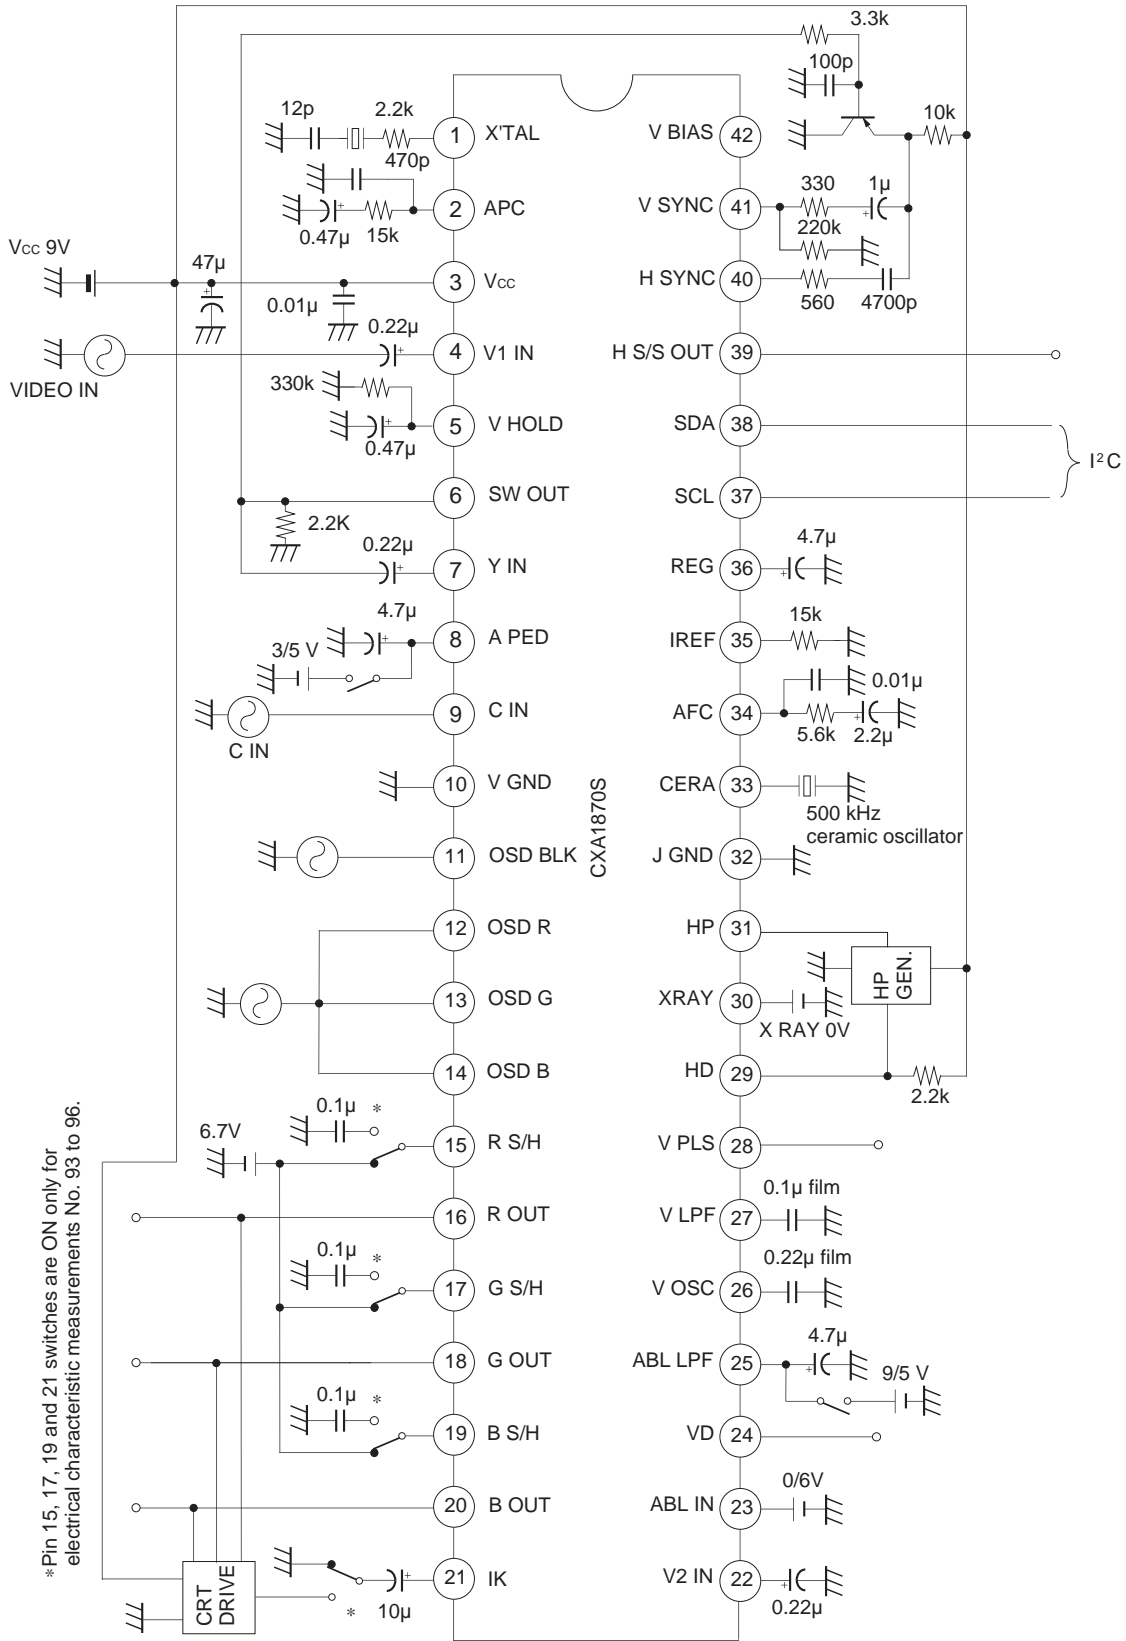 3.3k
100p
10k
12p
2.2k
1
X'TAL
V BIAS
42
470p
2
APC
0.47µ
15k
V SYNC
41
330
1µ
220k
Vcc 9V
47µ
0.01µ
3
Vcc
H SYNC
40
560
4700p
VIDEO IN
0.22µ
4
V1 IN
H S/S OUT
39
330k
0.47µ
5
V HOLD
SDA
38
I²C
6
SW OUT
SCL
37
2.2K
0.22µ
7
Y IN
REG
36
4.7µ
4.7µ
3/5 V
8
A PED
IREF
35
15k
C IN
9
C IN
AFC
34
0.01µ
5.6k
2.2µ
10
V GND
CERA
33
500 kHz
ceramic oscillator
CXA1870S
11
OSD BLK
J GND
32
12
OSD R
HP
31
HP
GEN.
13
OSD G
XRAY
30
X RAY 0V
14
OSD B
HD
29
2.2k
6.7V
0.1µ
*
15
R S/H
V PLS
28
16
R OUT
V LPF
27
0.1µ film
0.1µ
*
17
G S/H
V OSC
26
0.22µ film
18
G OUT
ABL LPF
25
4.7µ
9/5 V
0.1µ
*
19
B S/H
VD
24
20
B OUT
ABL IN
23
0/6V
CRT
DRIVE
*
10µ
21
IK
V2 IN
22
0.22µ
*Pin 15, 17, 19 and 21 switches are ON only for
electrical characteristic measurements No. 93 to 96.
+
+
+
+
+
+
+
+
+
+
+
+